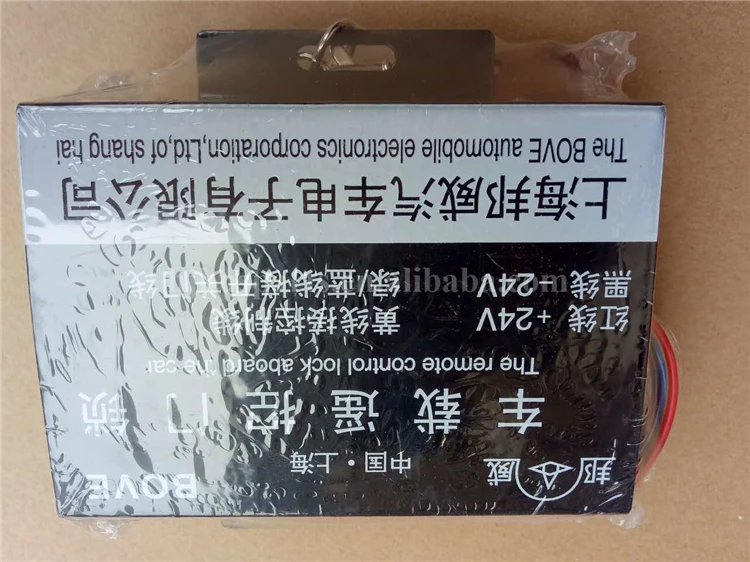 邦 威 中国·上海 BOVE
车载遥控门锁
The remote control lock aboard the car
红线 +24V 黄线接控制线
黑线 -24V 绿/蓝线接开关门线
上海邦威汽车电子有限公司
The BOVE automobile electronics corporation,Ltd,of shang hai